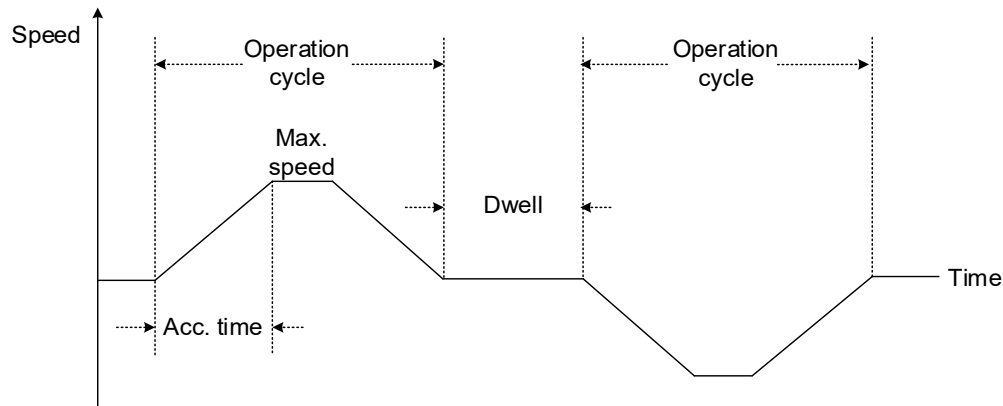 Speed
Operation
cycle
Operation
cycle
Max.
speed
Dwell
Time
Acc. time